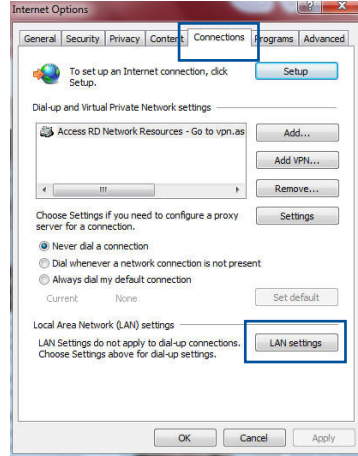 Internet Options
General Security Privacy Content Connections Programs Advanced
To set up an Internet connection, click
Setup.
Setup
Dial-up and Virtual Private Network settings
Access RD Network Resources - Go to vpn.as
Add...
Add VPN...
Remove...
Choose Settings if you need to configure a proxy
server for a connection.
Settings
Never dial a connection
Dial whenever a network connection is not present
Always dial my default connection
Current None
Set default
Local Area Network (LAN) settings
LAN Settings do not apply to dial-up connections.
Choose Settings above for dial-up settings.
LAN settings
OK Cancel Apply